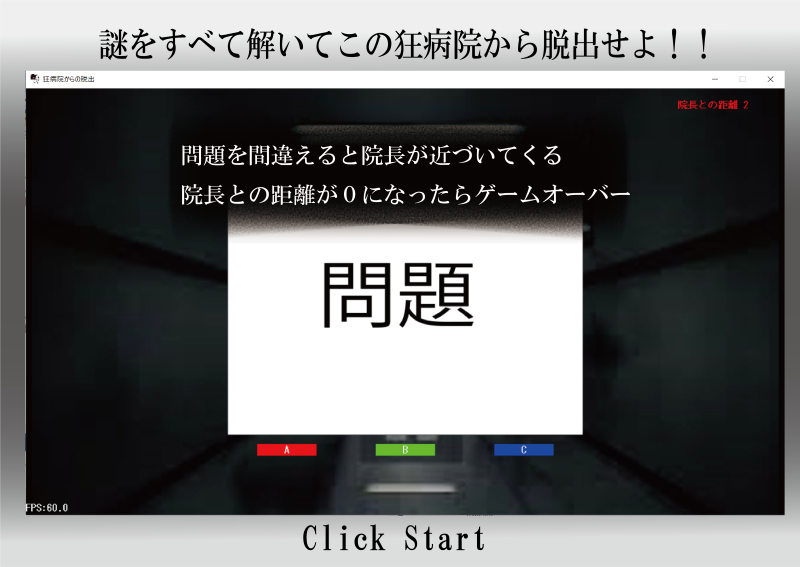 謎をすべて解いてこの狂病院から脱出せよ！！
狂病院からの脱出
院長との距離 2
問題を間違えると院長が近づいてくる
院長との距離が０になったらゲームオーバー
問題
A
B
C
FPS:60.0
Click Start